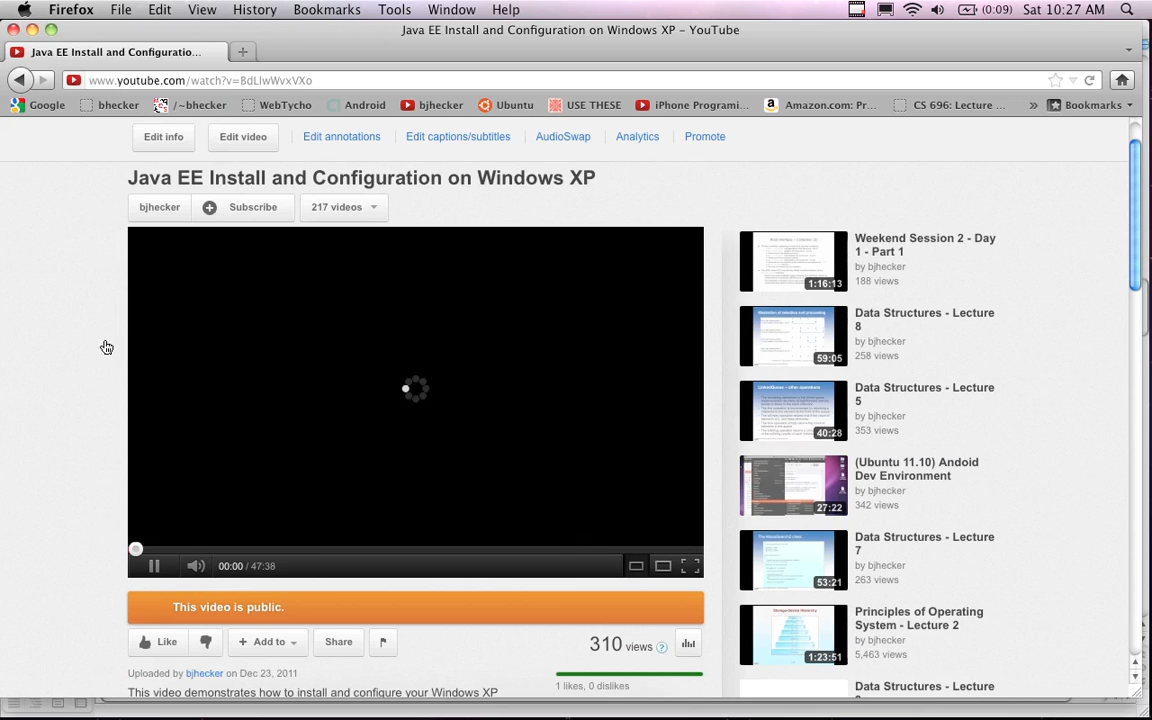 Firefox File Edit View History Bookmarks Tools Window Help (0:09) Sat 10:27 AM
Java EE Install and Configuration on Windows XP – YouTube
Java EE Install and Configuratio...
www.youtube.com/watch?v=BdLlwWvxVXo
Google bhecker /~bhecker WebTycho Android bjhecker Ubuntu USE THESE iPhone Programi... Amazon.com: Pr... CS 696: Lecture ... » Bookmarks
Edit info Edit video Edit annotations Edit captions/subtitles AudioSwap Analytics Promote
Java EE Install and Configuration on Windows XP
bjhecker Subscribe 217 videos
Weekend Session 2 - Day
1 - Part 1
by bjhecker
188 views
1:16:13
Data Structures - Lecture
8
by bjhecker
258 views
59:05
Data Structures - Lecture
5
by bjhecker
353 views
40:28
(Ubuntu 11.10) Andoid
Dev Environment
by bjhecker
342 views
27:22
Data Structures - Lecture
7
by bjhecker
263 views
53:21
Principles of Operating
System - Lecture 2
by bjhecker
5,463 views
1:23:51
Data Structures - Lecture
00:00 / 47:38
This video is public.
Like Add to Share 310 views ?
Uploaded by bjhecker on Dec 23, 2011
1 likes, 0 dislikes
This video demonstrates how to install and configure your Windows XP